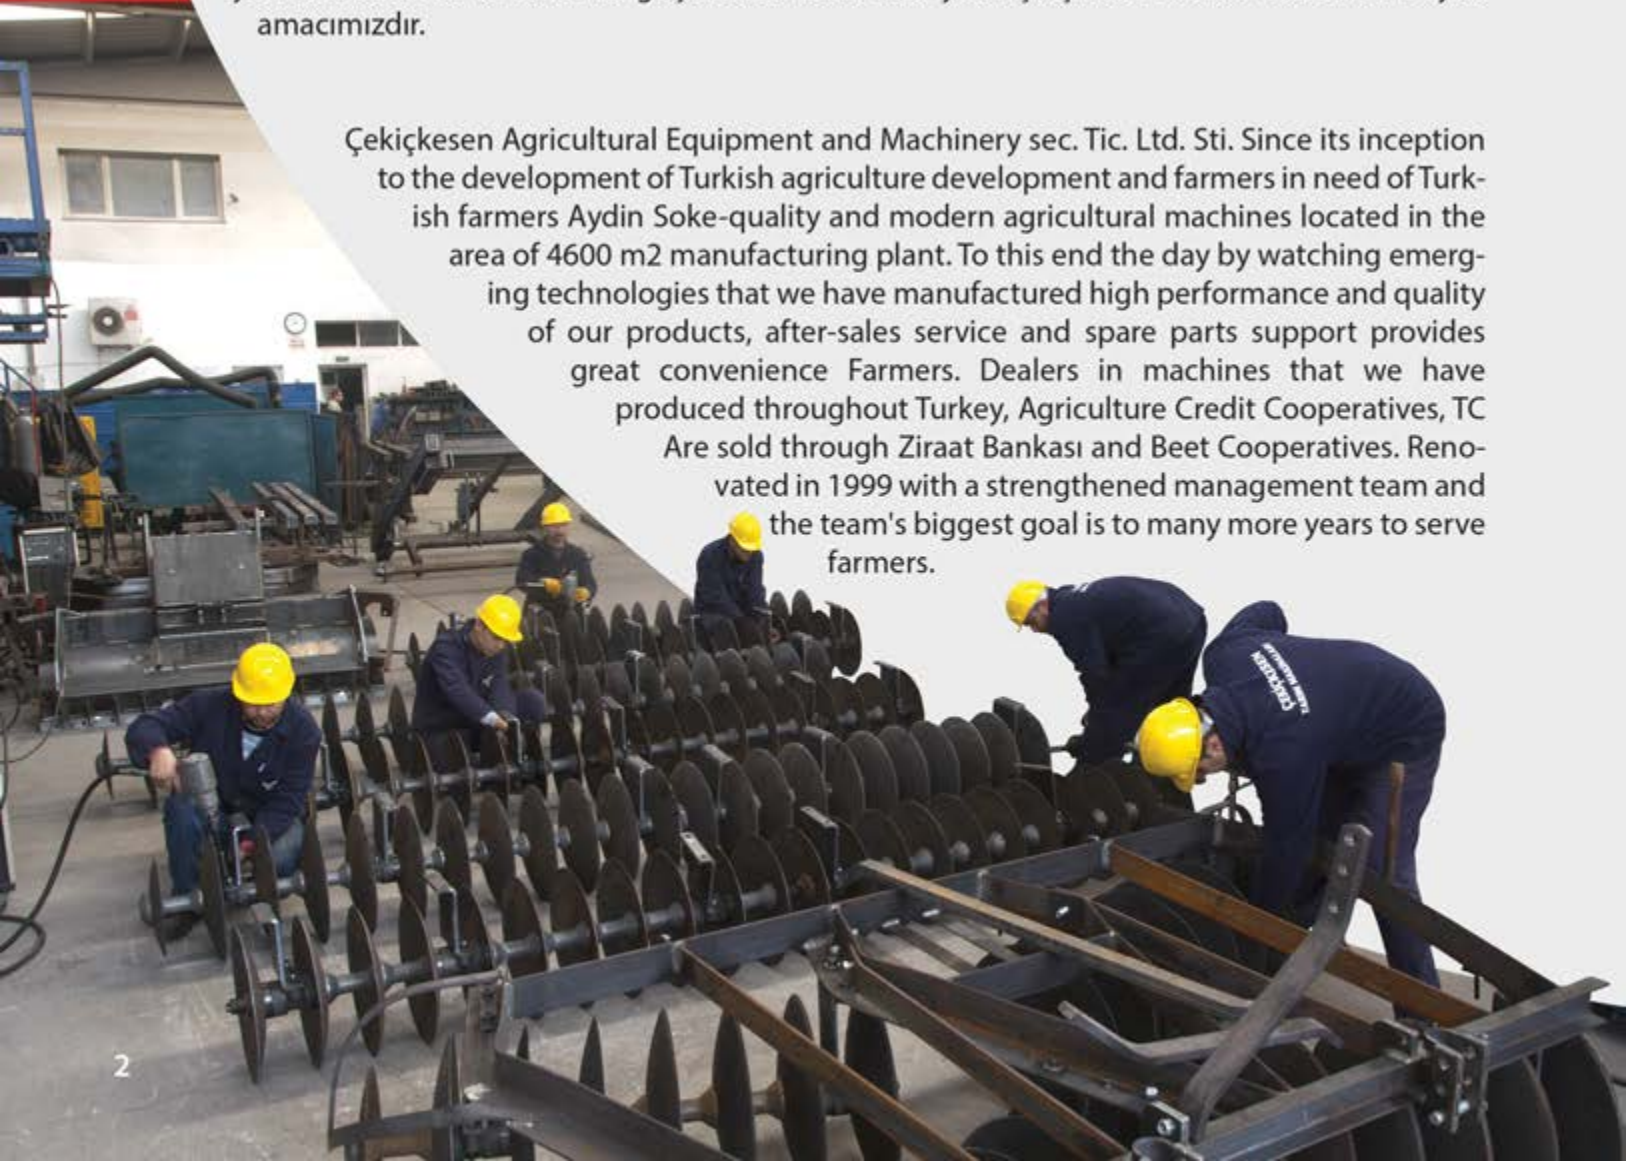 amacımızdır.
Çekiçkesen Agricultural Equipment and Machinery sec. Tic. Ltd. Sti. Since its inception
to the development of Turkish agriculture development and farmers in need of Turk-
ish farmers Aydin Soke-quality and modern agricultural machines located in the
area of 4600 m2 manufacturing plant. To this end the day by watching emerg-
ing technologies that we have manufactured high performance and quality
of our products, after-sales service and spare parts support provides
great convenience Farmers. Dealers in machines that we have
produced throughout Turkey, Agriculture Credit Cooperatives, TC
Are sold through Ziraat Bankası and Beet Cooperatives. Reno-
vated in 1999 with a strengthened management team and
the team's biggest goal is to many more years to serve
farmers.
ÇEKİÇKESEN
TARIM MAKİNALARI
2